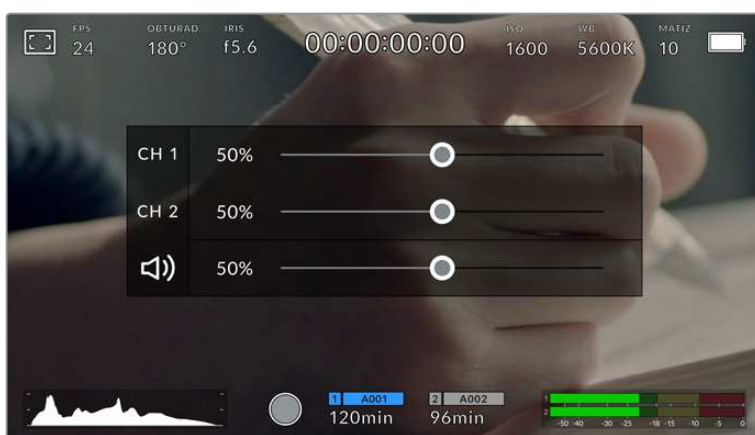 FPS OBTURAD. IRIS ISO WB MATIZ
24 180° f5.6 00:00:00:00 1600 5600K 10
CH 1 50%
CH 2 50%
50%
1 A001 2 A002
120min 96min
1
2
-50 -40 -30 -25 -18 -15 -10 -5 0